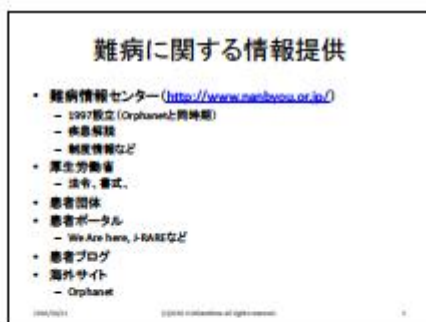 難病に関する情報提供
• 難病情報センター(http://www.nanbyou.or.jp/)
– 1997設立(Orphanetと同時期)
– 疾患解説
– 制度情報など
• 厚生労働省
– 法令、書式、
• 患者団体
• 患者ポータル
– We Are here, J-RAREなど
• 患者ブログ
• 海外サイト
– Orphanet
All rights reserved.